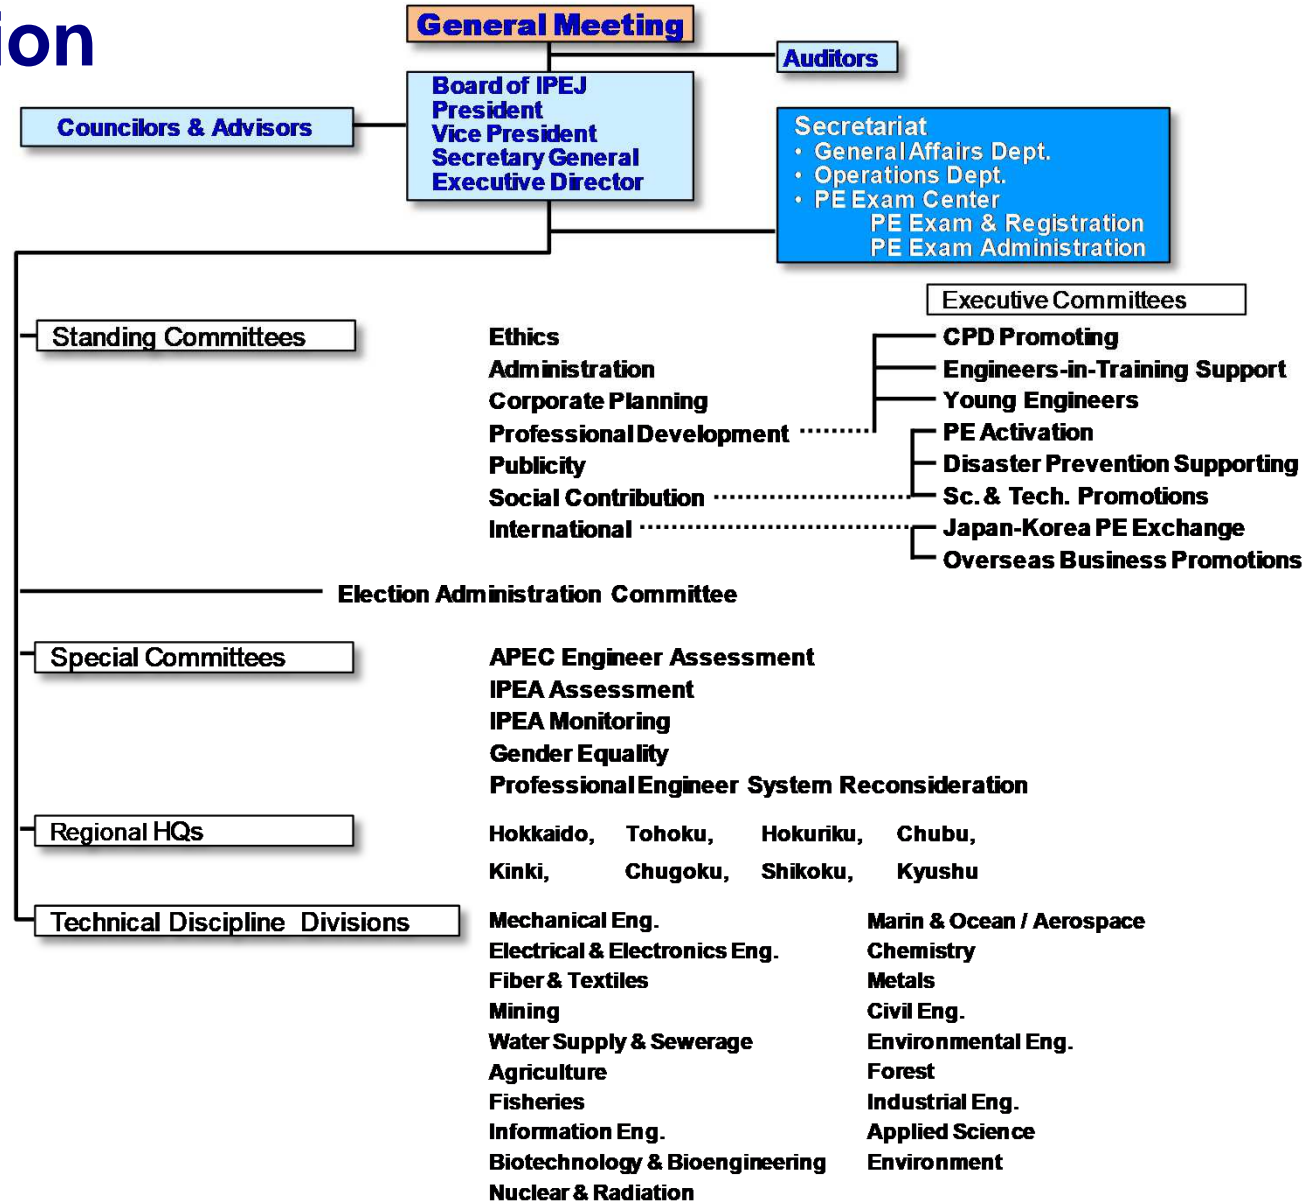 ion
General Meeting
Auditors
Board of IPEJ
President
Vice President
Secretary General
Executive Director
Councilors & Advisors
Secretariat
• General Affairs Dept.
• Operations Dept.
• PE Exam Center
PE Exam & Registration
PE Exam Administration
Executive Committees
Standing Committees
Ethics
Administration
Corporate Planning
Professional Development
Publicity
Social Contribution
International
CPD Promoting
Engineers-in-Training Support
Young Engineers
PE Activation
Disaster Prevention Supporting
Sc. & Tech. Promotions
Japan-Korea PE Exchange
Overseas Business Promotions
Election Administration Committee
Special Committees
APEC Engineer Assessment
IPEA Assessment
IPEA Monitoring
Gender Equality
Professional Engineer System Reconsideration
Regional HQs
Hokkaido, Tohoku, Hokuriku, Chubu,
Kinki, Chugoku, Shikoku, Kyushu
Technical Discipline Divisions
Mechanical Eng.
Electrical & Electronics Eng.
Fiber & Textiles
Mining
Water Supply & Sewerage
Agriculture
Fisheries
Information Eng.
Biotechnology & Bioengineering
Nuclear & Radiation
Marin & Ocean / Aerospace
Chemistry
Metals
Civil Eng.
Environmental Eng.
Forest
Industrial Eng.
Applied Science
Environment